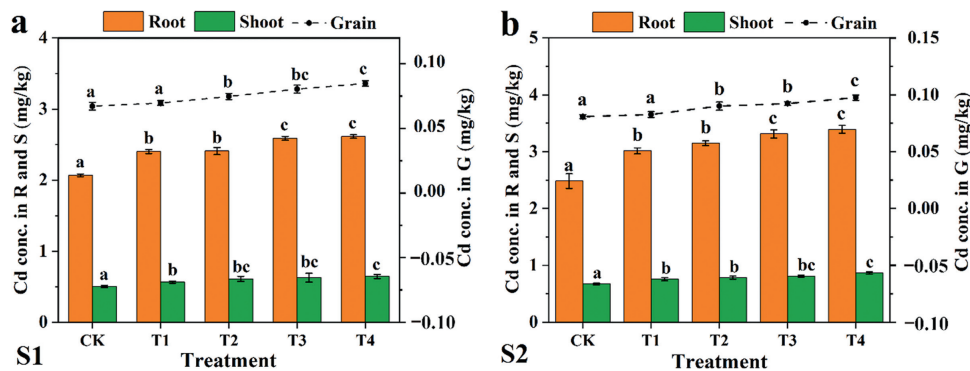 a
Root Shoot Grain
Cd conc. in R and S (mg/kg)
4
3
2
1
0
a a b bc c
a b b c c
a b bc bc c
0.10
0.05
0.00
−0.05
−0.10
Cd conc. in G (mg/kg)
CK T1 T2 T3 T4
Treatment
S1
b
Root Shoot Grain
Cd conc. in R and S (mg/kg)
5
4
3
2
1
0
a a b b c
a b b c c
a b b bc c
0.15
0.10
0.05
0.00
−0.05
−0.10
Cd conc. in G (mg/kg)
CK T1 T2 T3 T4
Treatment
S2